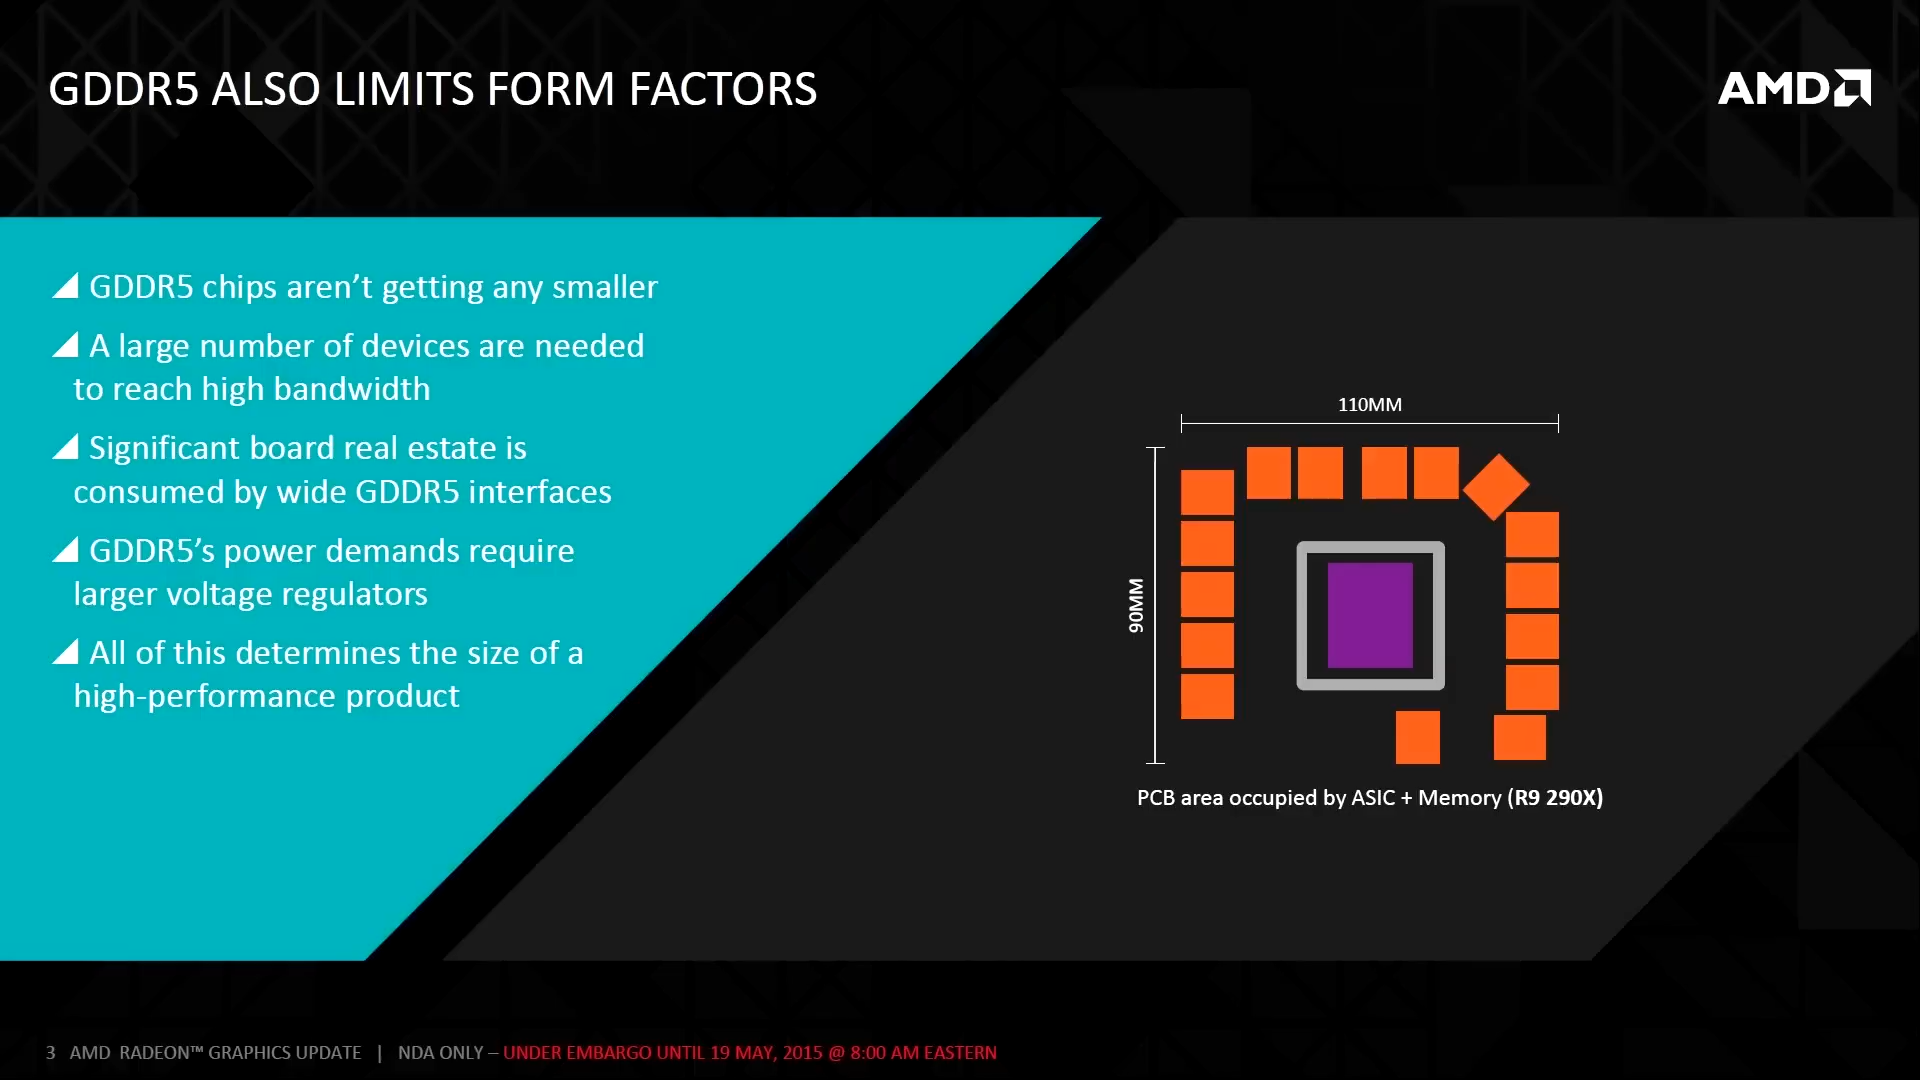 GDDR5 ALSO LIMITS FORM FACTORS
AMD
GDDR5 chips aren’t getting any smaller
A large number of devices are needed
to reach high bandwidth
Significant board real estate is
consumed by wide GDDR5 interfaces
GDDR5’s power demands require
larger voltage regulators
All of this determines the size of a
high-performance product
110MM
90MM
PCB area occupied by ASIC + Memory (R9 290X)
3 AMD RADEON™ GRAPHICS UPDATE | NDA ONLY – UNDER EMBARGO UNTIL 19 MAY, 2015 @ 8:00 AM EASTERN